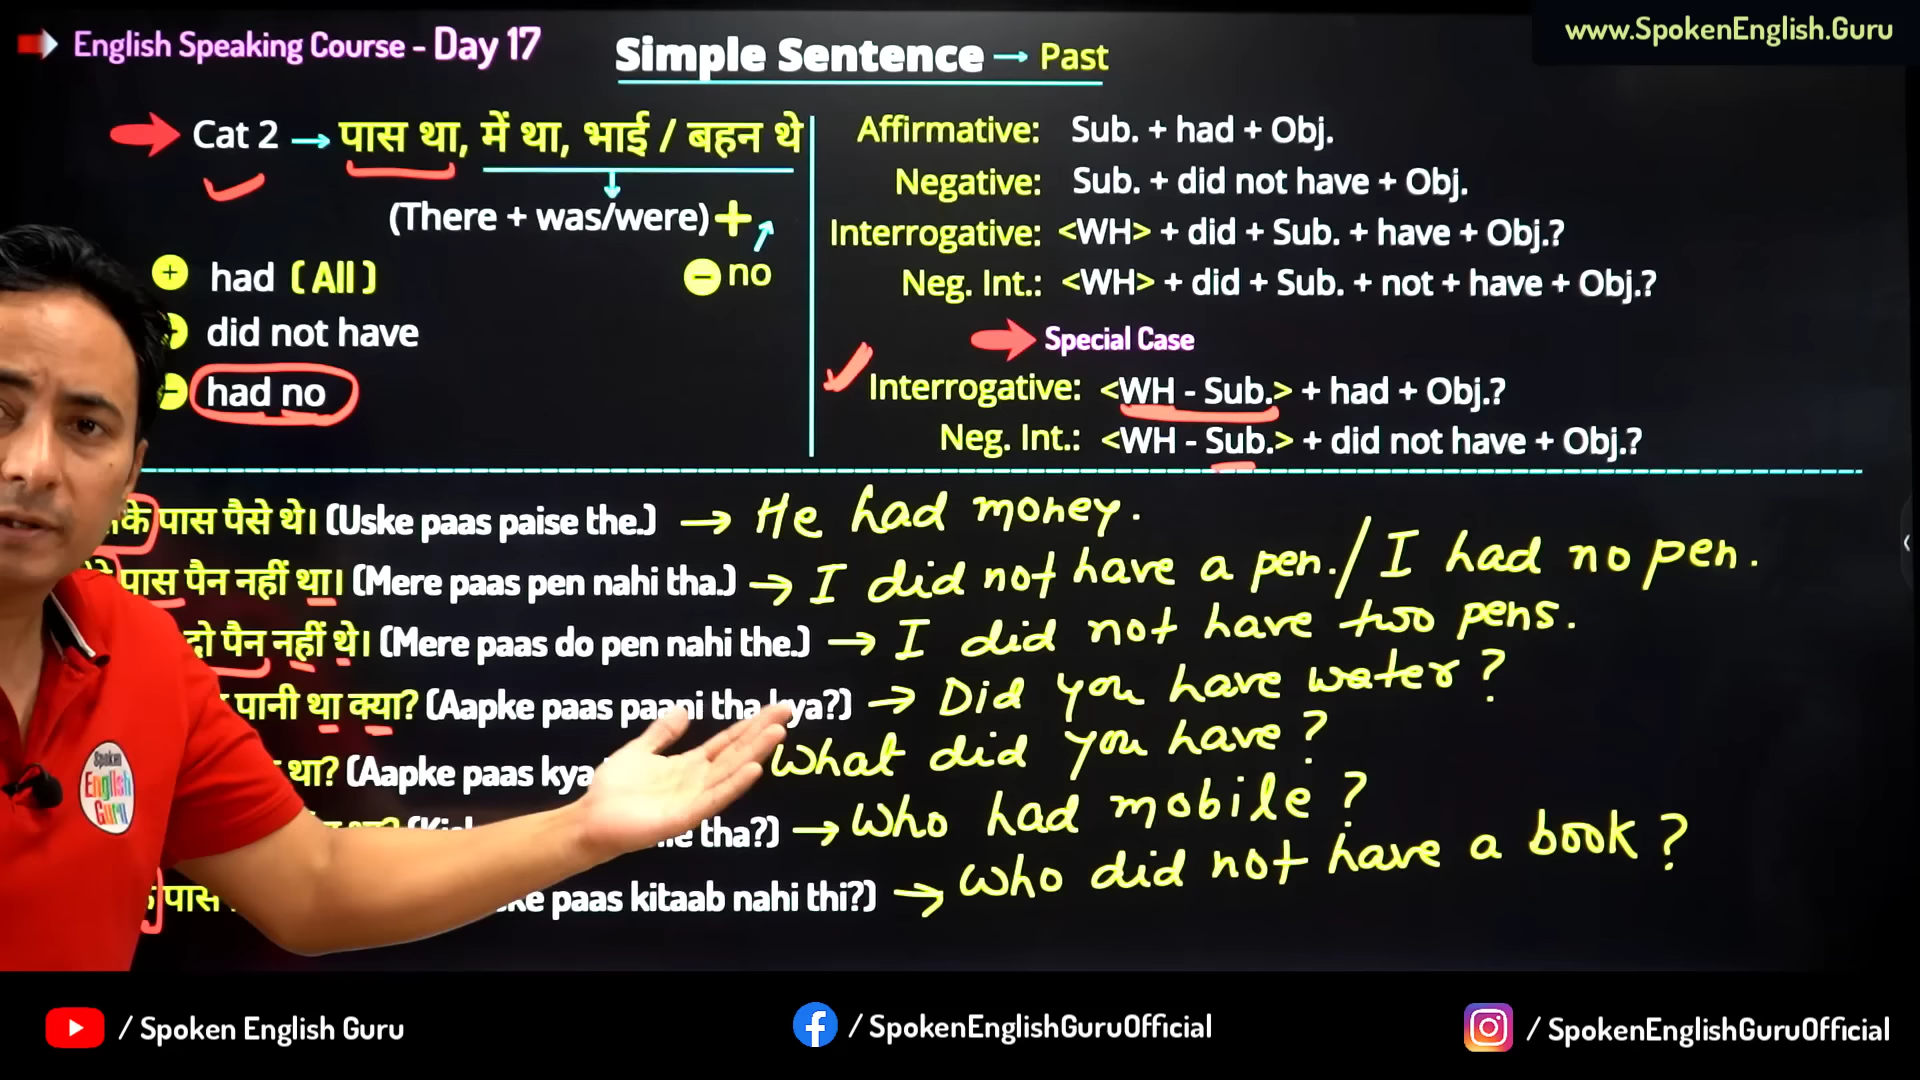 English Speaking Course - Day 17
Simple Sentence → Past
www.SpokenEnglish.Guru
Cat 2 → पास था, में था, भाई / बहन थे
(There + was/were) +
− no
+ had ( All )
did not have
− had no
Affirmative: Sub. + had + Obj.
Negative: Sub. + did not have + Obj.
Interrogative: <WH> + did + Sub. + have + Obj.?
Neg. Int.: <WH> + did + Sub. + not + have + Obj.?
Special Case
Interrogative: <WH - Sub.> + had + Obj.?
Neg. Int.: <WH - Sub.> + did not have + Obj.?
पास पैसे थे। (Uske paas paise the.) → He had money.
पास पैन नहीं था। (Mere paas pen nahi tha.) → I did not have a pen. / I had no pen.
दो पैन नहीं थे। (Mere paas do pen nahi the.) → I did not have two pens.
पानी था क्या? (Aapke paas paani tha kya?) → Did you have water?
था? (Aapke paas kya What did you have?
tha?) → Who had mobile?
पास paas kitaab nahi thi?) → Who did not have a book?
Spoken
English
Guru
/ Spoken English Guru
/ SpokenEnglishGuruOfficial
/ SpokenEnglishGuruOfficial